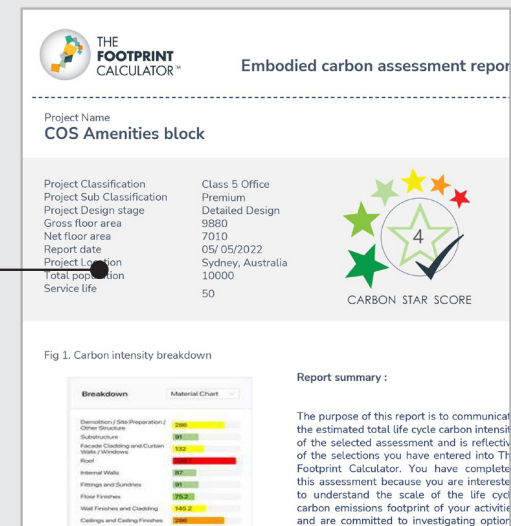 THE
FOOTPRINT
CALCULATOR™
Embodied carbon assessment repor
Project Name
COS Amenities block
Project Classification Class 5 Office
Project Sub Classification Premium
Project Design stage Detailed Design
Gross floor area 9880
Net floor area 7010
Report date 05/ 05/2022
Project Location Sydney, Australia
Total population 10000
Service life 50
4
CARBON STAR SCORE
Fig 1. Carbon intensity breakdown
Breakdown Material Chart
Demolition / Site Preparation /
Other Structure 286
Substructure 91
Facade Cladding and Curtain
Walls / Windows 132
Roof
Internal Walls 87
Fittings and Sundries 91
Floor Finishes 75.2
Wall Finishes and Cladding 145.2
Ceilings and Ceiling Finishes 286
Report summary :
The purpose of this report is to communicat
the estimated total life cycle carbon intensit
of the selected assessment and is reflectiv
of the selections you have entered into Th
Footprint Calculator. You have complete
this assessment because you are intereste
to understand the scale of the life cycl
carbon emissions footprint of your activitie
and are committed to investigating option